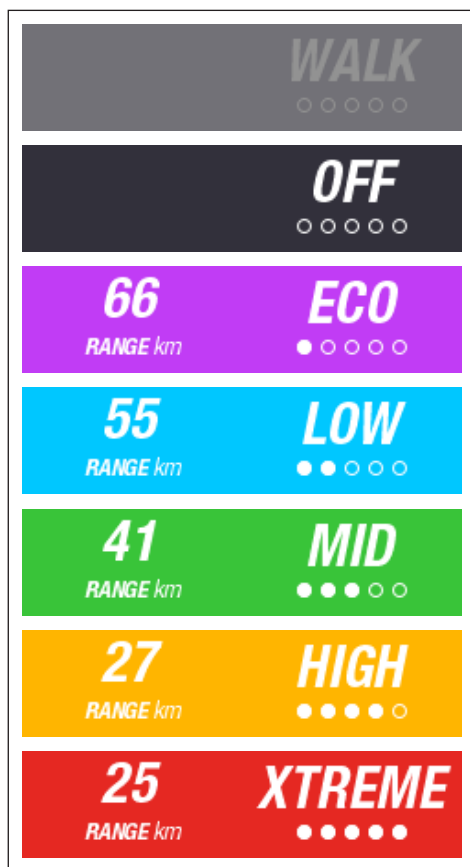 WALK
OFF
66 ECO
RANGE km
55 LOW
RANGE km
41 MID
RANGE km
27 HIGH
RANGE km
25 XTREME
RANGE km